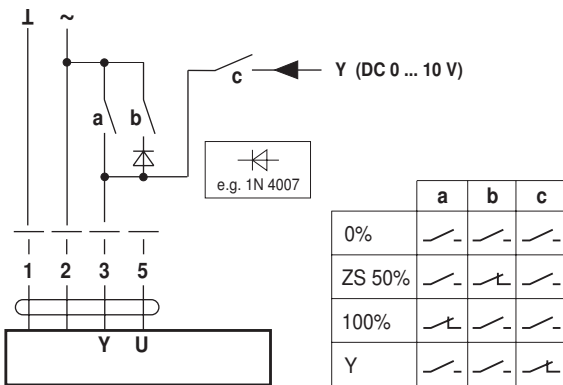 ⊥ ~
a b c Y (DC 0 ... 10 V)
e.g. 1N 4007
1 2 3 5
Y U
a b c
0%
ZS 50%
100%
Y